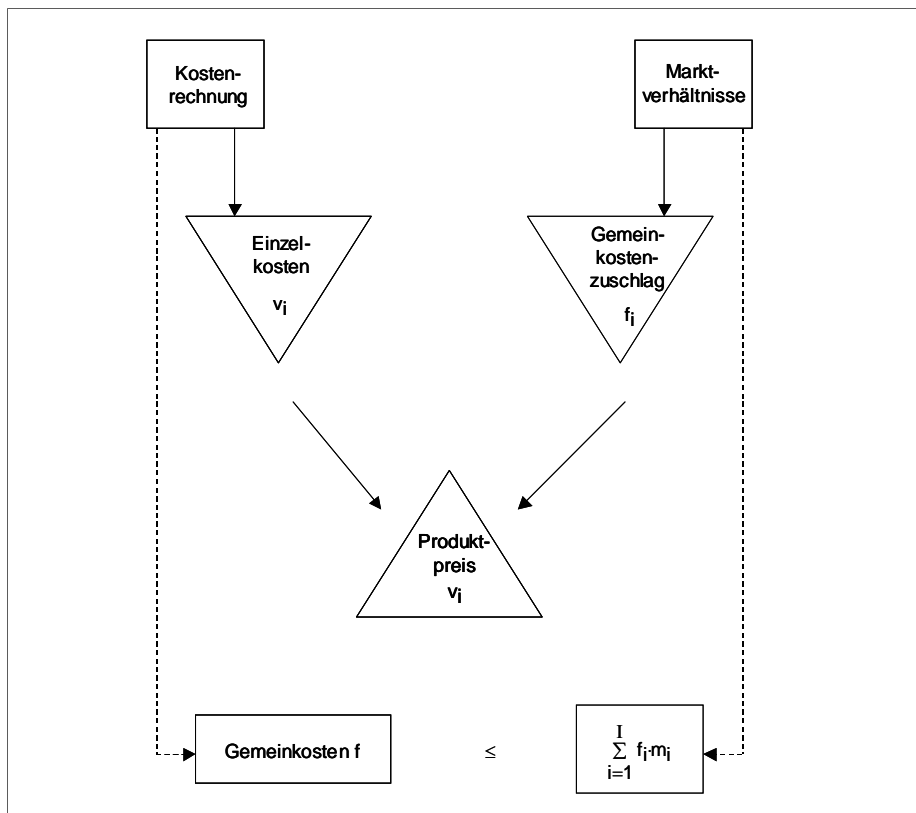 Kosten-
rechnung
Markt-
verhältnisse
Einzel-
kosten
vi
Gemein-
kosten-
zuschlag
fi
Produkt-
preis
vi
Gemeinkosten f
≤
I
Σ fi·mi
i=1